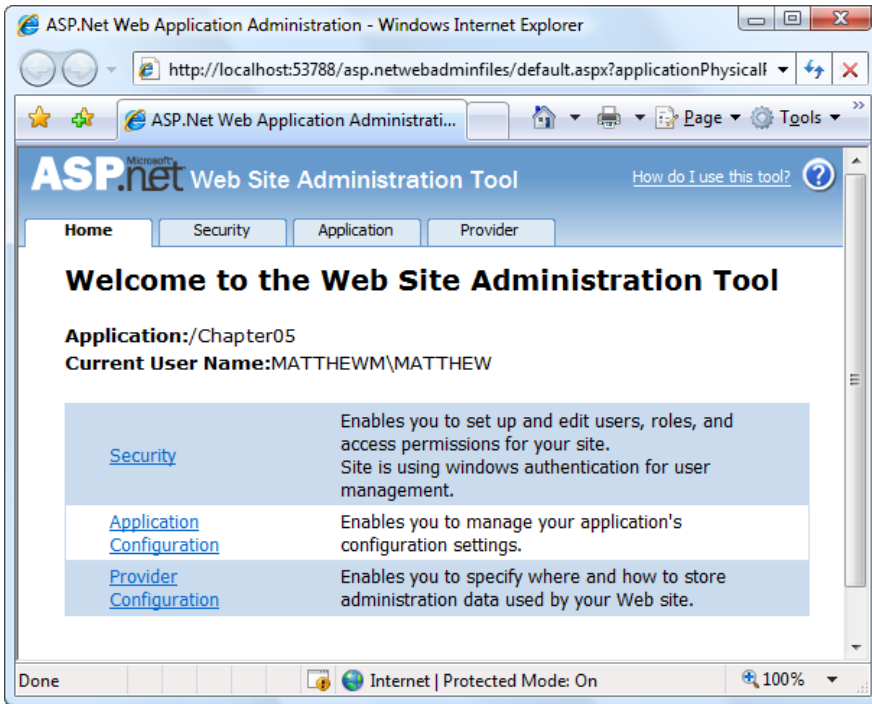 ASP.Net Web Application Administration - Windows Internet Explorer
http://localhost:53788/asp.netwebadminfiles/default.aspx?applicationPhysicalF
ASP.Net Web Application Administrati...
Page
Tools
»
Microsoft
ASP.net Web Site Administration Tool
How do I use this tool?
?
Home Security Application Provider
Welcome to the Web Site Administration Tool
Application:/Chapter05
Current User Name:MATTHEWM\MATTHEW
Security
Enables you to set up and edit users, roles, and
access permissions for your site.
Site is using windows authentication for user
management.
Application
Configuration
Enables you to manage your application's
configuration settings.
Provider
Configuration
Enables you to specify where and how to store
administration data used by your Web site.
Done
Internet | Protected Mode: On
100%